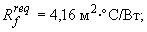 R_f^{req} = 4,16 м²·°С/Вт;